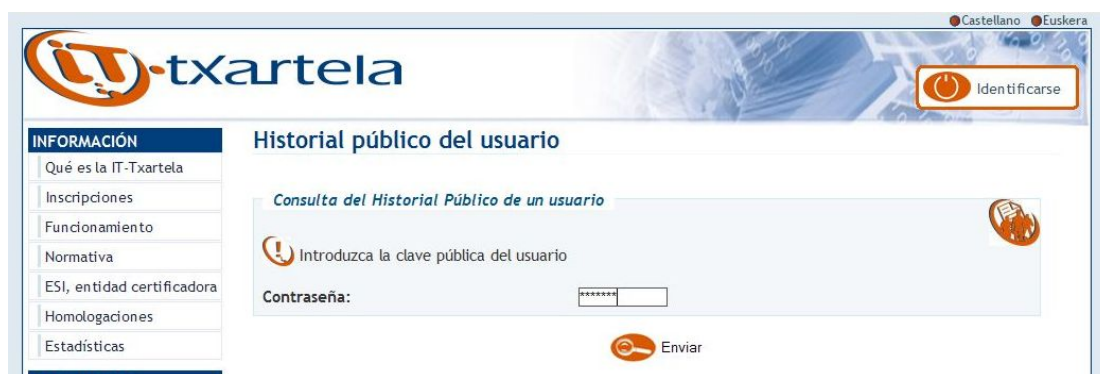 Castellano Euskera
iT-txartela
Identificarse
INFORMACIÓN
Qué es la IT-Txartela
Inscripciones
Funcionamiento
Normativa
ESI, entidad certificadora
Homologaciones
Estadísticas
Historial público del usuario
Consulta del Historial Público de un usuario
Introduzca la clave pública del usuario
Contraseña: *******
Enviar